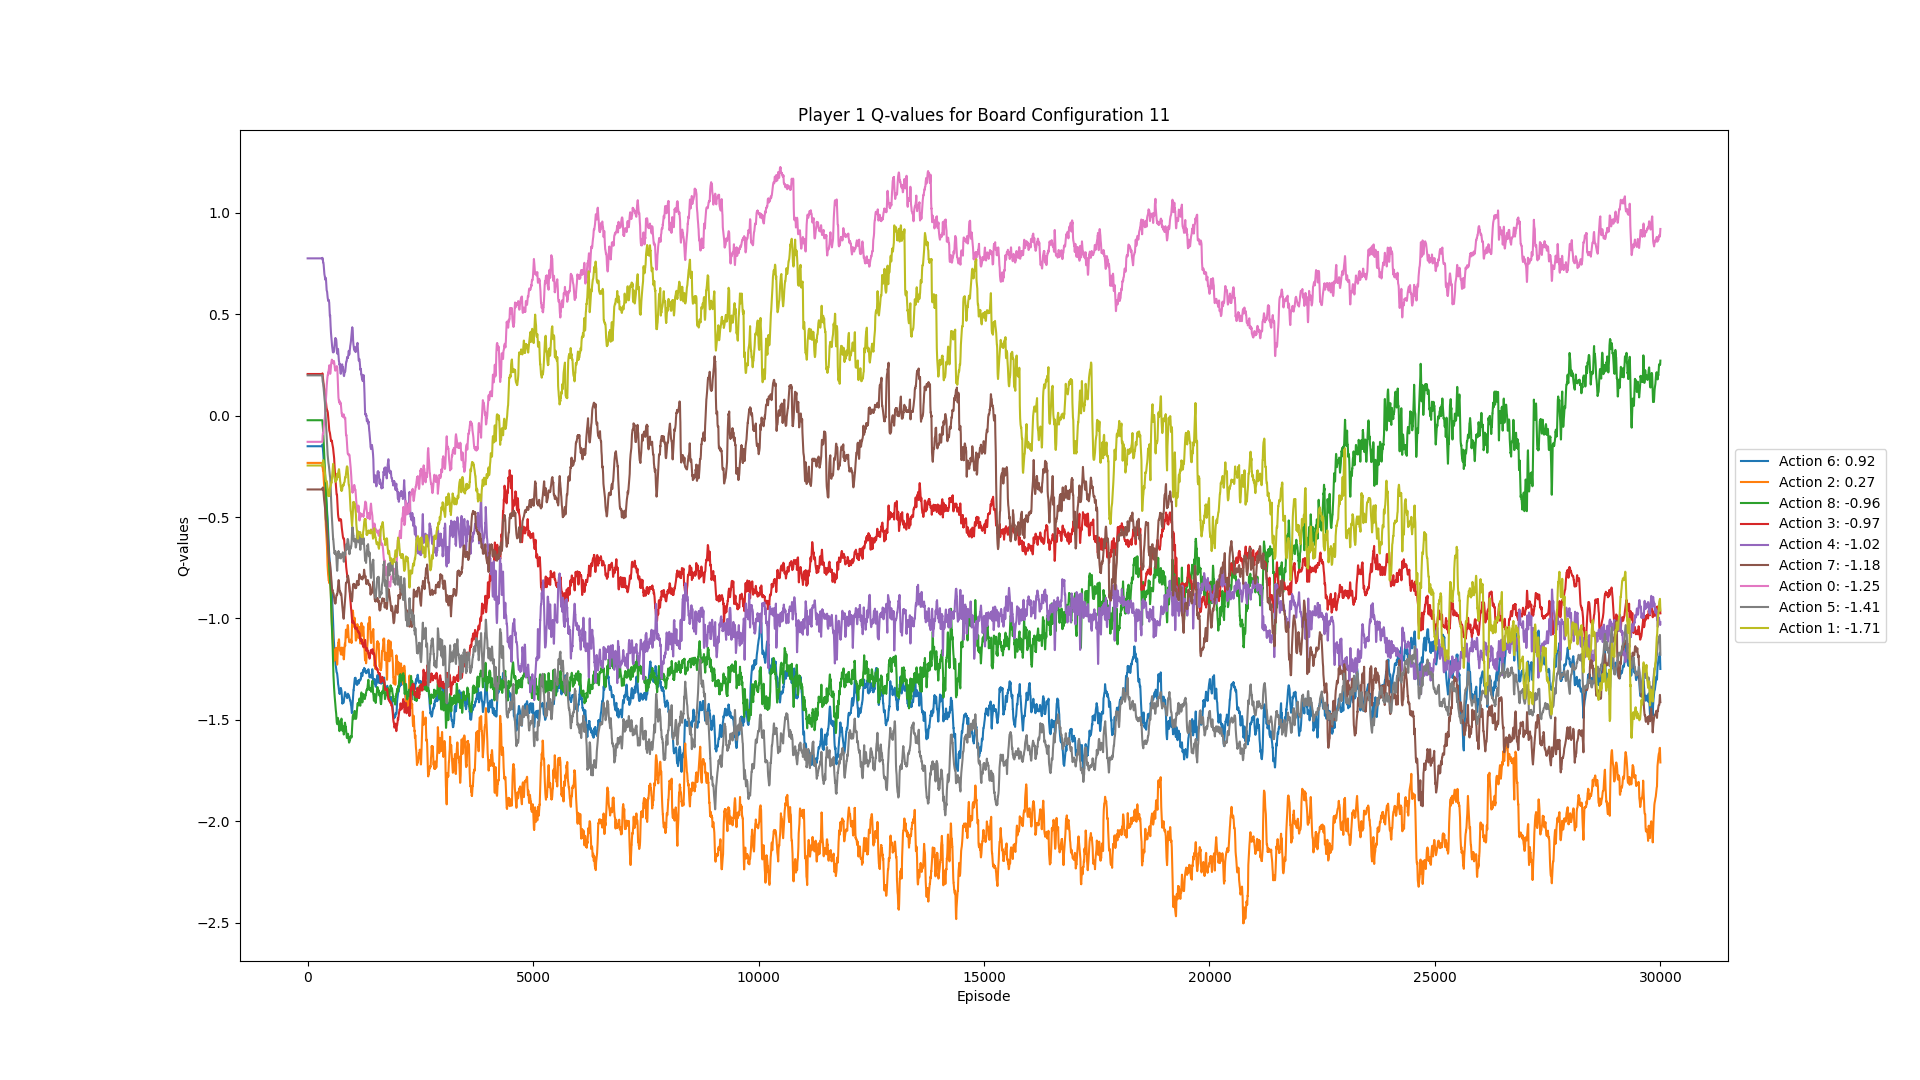 Player 1 Q-values for Board Configuration 11
1.0
0.5
0.0
−0.5
−1.0
−1.5
−2.0
−2.5
Q-values
0
5000
10000
15000
20000
25000
30000
Episode
Action 6: 0.92
Action 2: 0.27
Action 8: -0.96
Action 3: -0.97
Action 4: -1.02
Action 7: -1.18
Action 0: -1.25
Action 5: -1.41
Action 1: -1.71